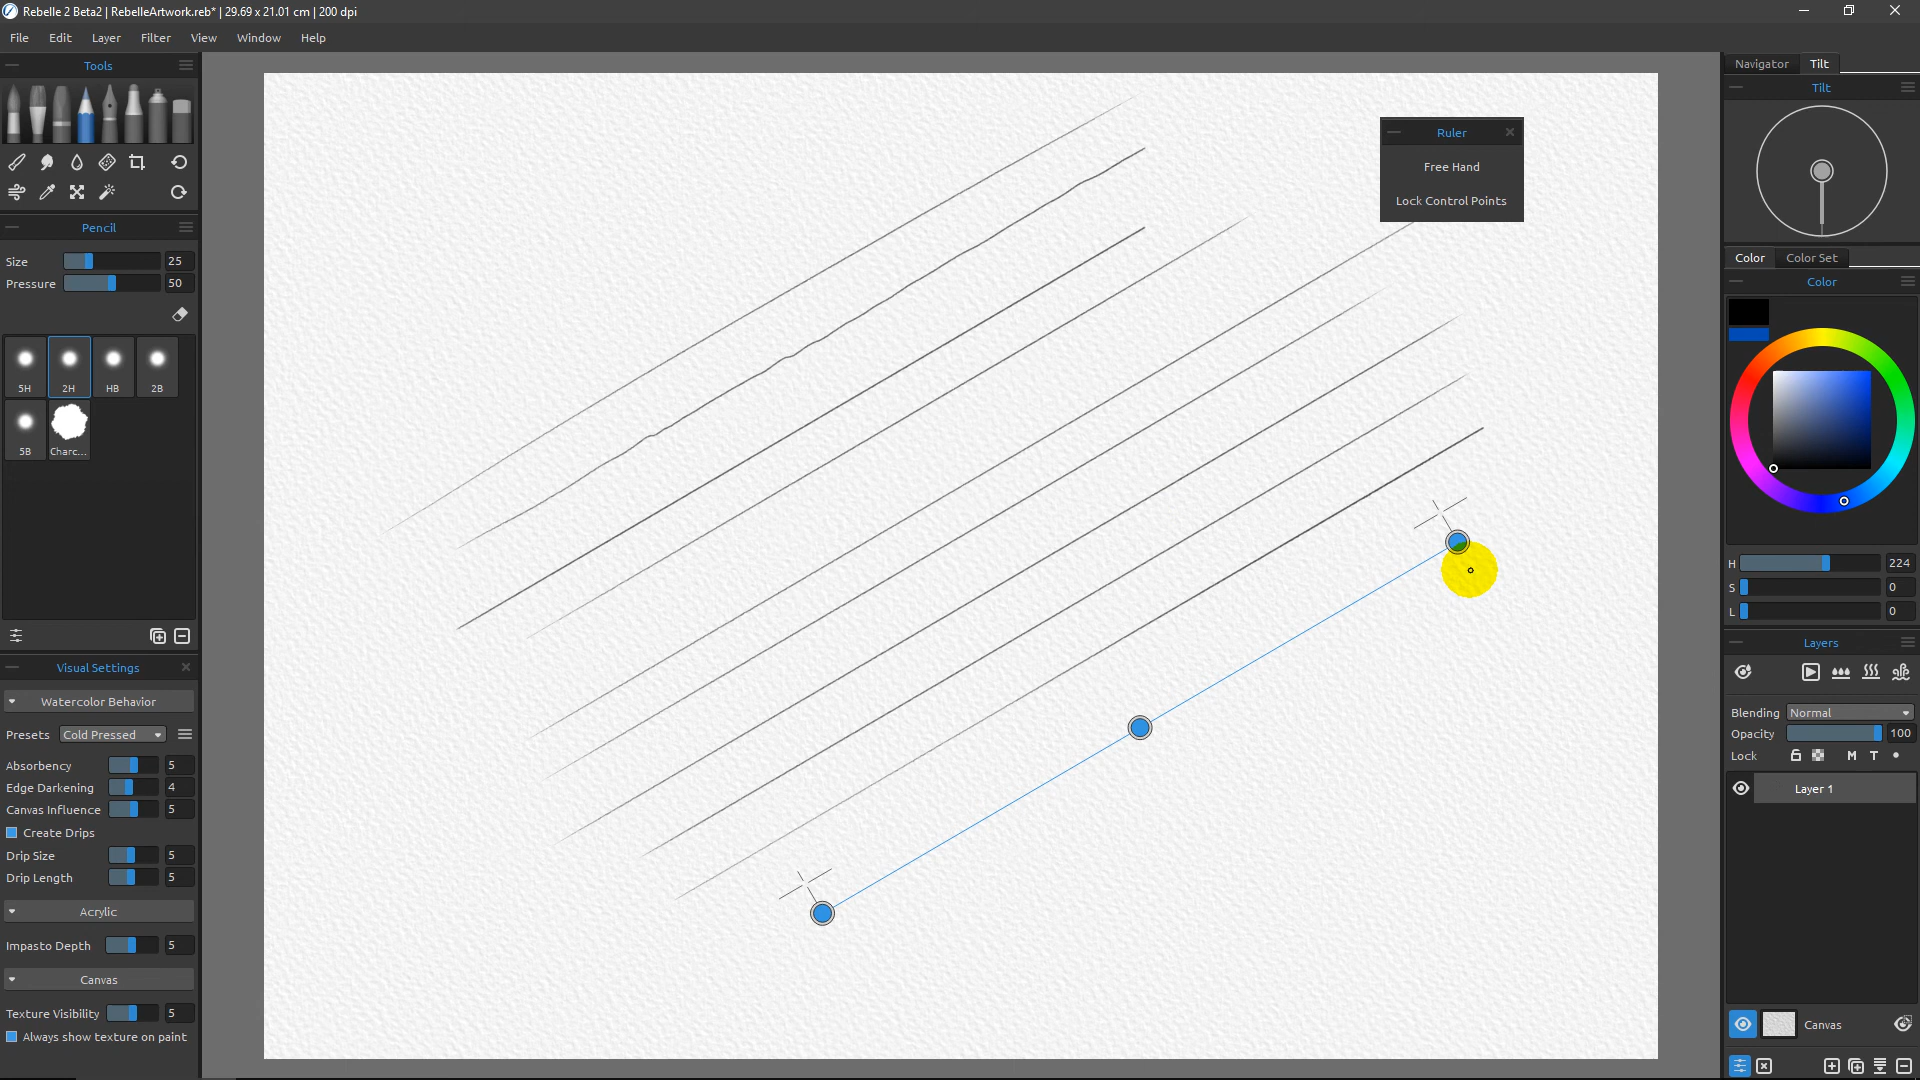 Rebelle 2 Beta2 | RebelleArtwork.reb* | 29.69 x 21.01 cm | 200 dpi
File Edit Layer Filter View Window Help
Tools
Pencil
Size 25
Pressure 50
5H 2H HB 2B
5B Charc...
Visual Settings
Watercolor Behavior
Presets Cold Pressed
Absorbency 5
Edge Darkening 4
Canvas Influence 5
Create Drips
Drip Size 5
Drip Length 5
Acrylic
Impasto Depth 5
Canvas
Texture Visibility 5
Always show texture on paint
Ruler
Free Hand
Lock Control Points
Navigator Tilt
Tilt
Color Color Set
Color
H 224
S 0
L 0
Layers
Blending Normal
Opacity 100
Lock M T
Layer 1
Canvas